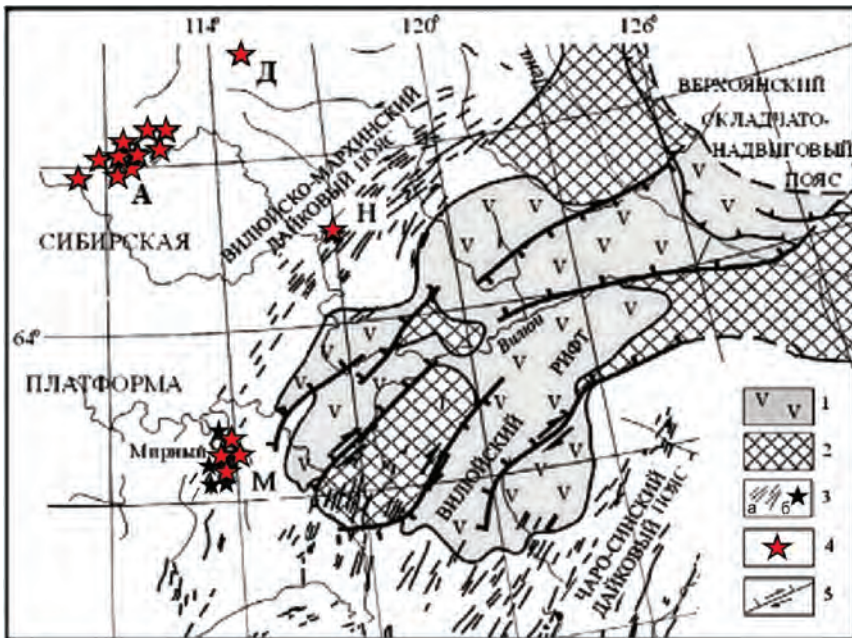 114°
120°
126°
Д
Лена
ВЕРХОЯНСКИЙ
СКЛАДЧАТО-
НАДВИГОВЫЙ
ПОЯС
ВИЛЮЙСКО-МАРХИНСКИЙ
ДАЙКОВЫЙ ПОЯС
А
Н
СИБИРСКАЯ
64°
Вилюй
РИФТ
ПЛАТФОРМА
Мирный
М
ВИЛЮЙСКИЙ
ЧАРО-СИНСКИЙ
ДАЙКОВЫЙ ПОЯС
V V 1
2
а б 3
4
5